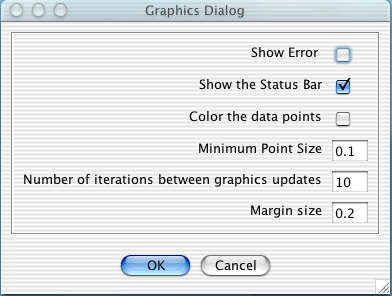 Graphics Dialog
Show Error
Show the Status Bar
Color the data points
Minimum Point Size 0.1
Number of iterations between graphics updates 10
Margin size 0.2
OK Cancel